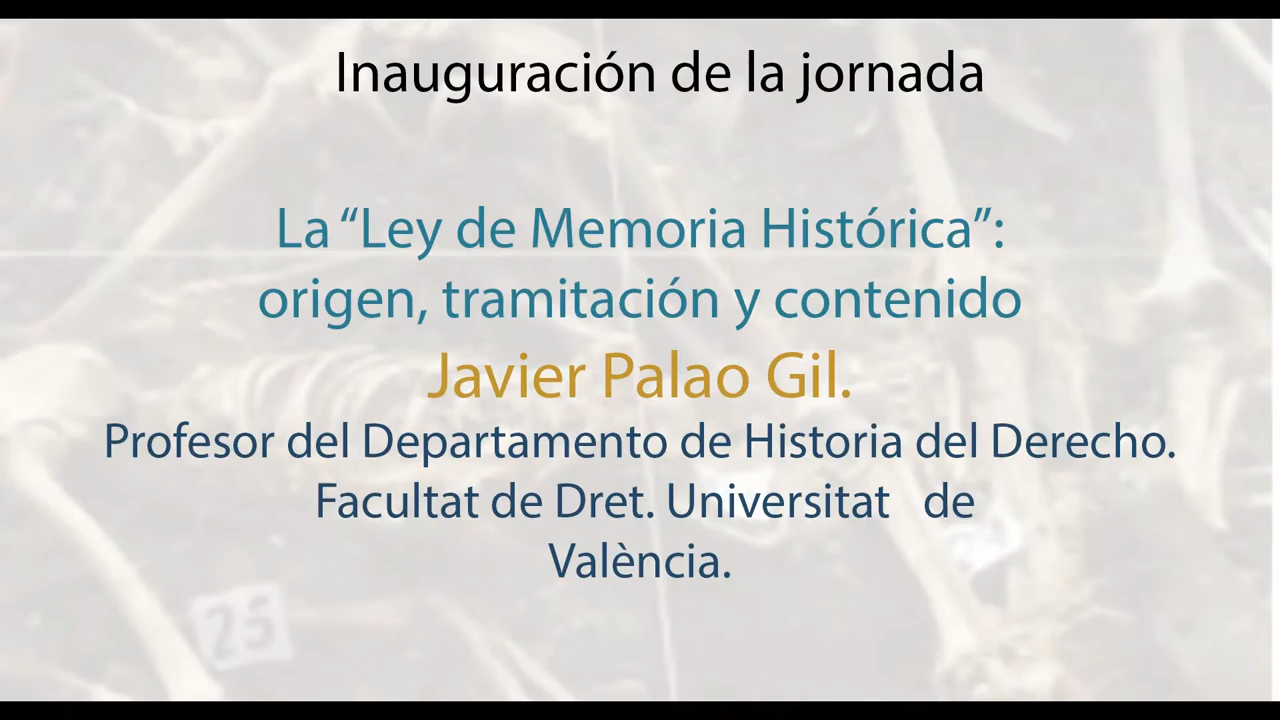 Inauguración de la jornada
La “Ley de Memoria Histórica”:
origen, tramitación y contenido
Javier Palao Gil.
Profesor del Departamento de Historia del Derecho.
Facultat de Dret. Universitat de
València.
25